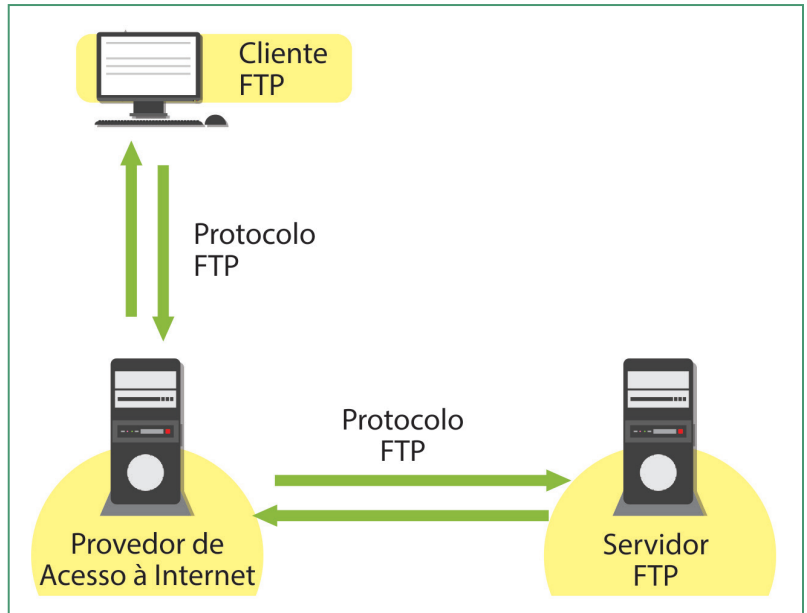 Cliente
FTP
Protocolo
FTP
Protocolo
FTP
Provedor de
Acesso à Internet
Servidor
FTP